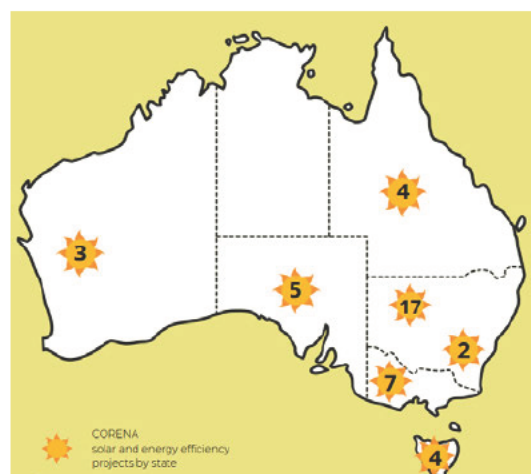 4
3
5
17
2
7
CORENA
solar and energy efficiency
projects by state
4